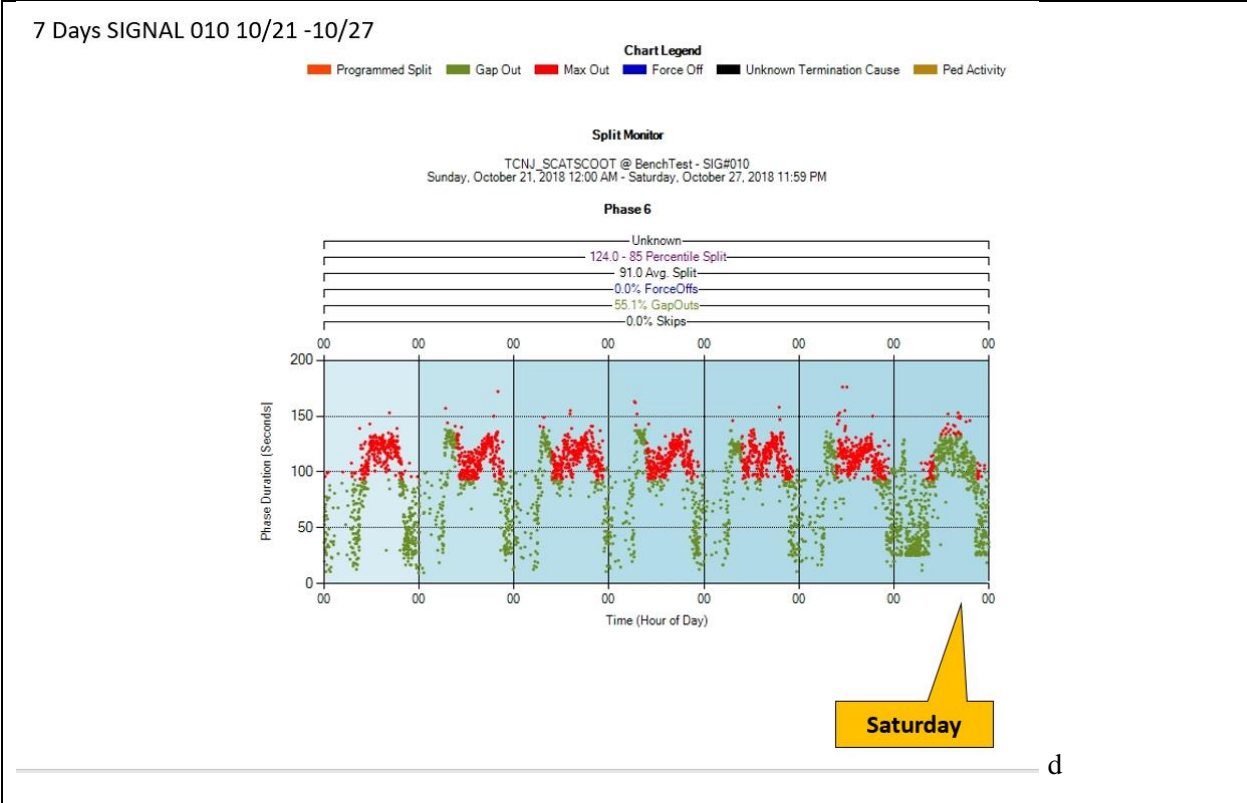 7 Days SIGNAL 010 10/21 -10/27
Chart Legend
Programmed Split Gap Out Max Out Force Off Unknown Termination Cause Ped Activity
Split Monitor
TCNJ_SCATSCOOT @ BenchTest - SIG#010
Sunday, October 21, 2018 12:00 AM - Saturday, October 27, 2018 11:59 PM
Phase 6
Unknown
124.0 - 85 Percentile Split
91.0 Avg. Split
0.0% ForceOffs
55.1% GapOuts
0.0% Skips
00 00 00 00 00 00 00 00
200
150
100
50
0
Phase Duration [Seconds]
00 00 00 00 00 00 00 00
Time (Hour of Day)
Saturday
d